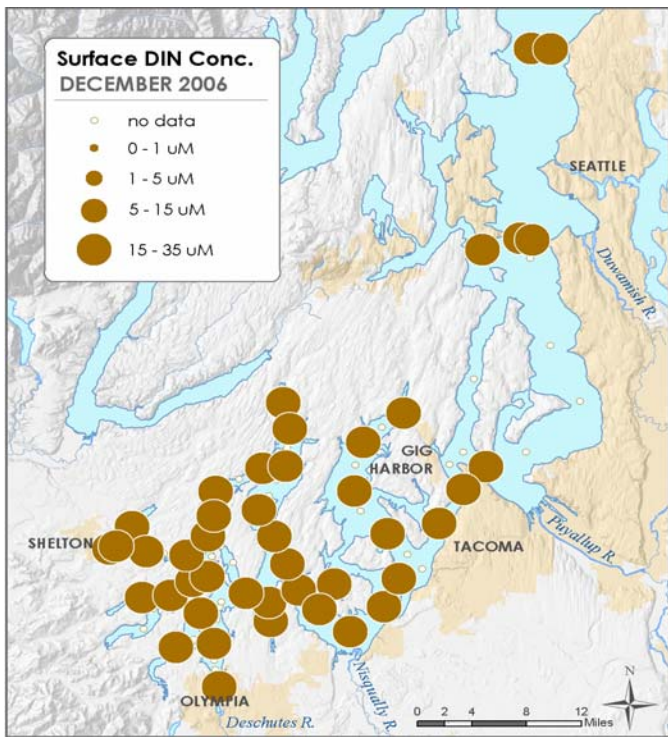 Surface DIN Conc.
DECEMBER 2006
no data
0 - 1 uM
1 - 5 uM
5 - 15 uM
15 - 35 uM
SEATTLE
Duwamish R.
GIG
HARBOR
SHELTON
TACOMA
Puyallup R.
OLYMPIA
Deschutes R.
Nisqually R.
N
0 2 4 8 12
Miles